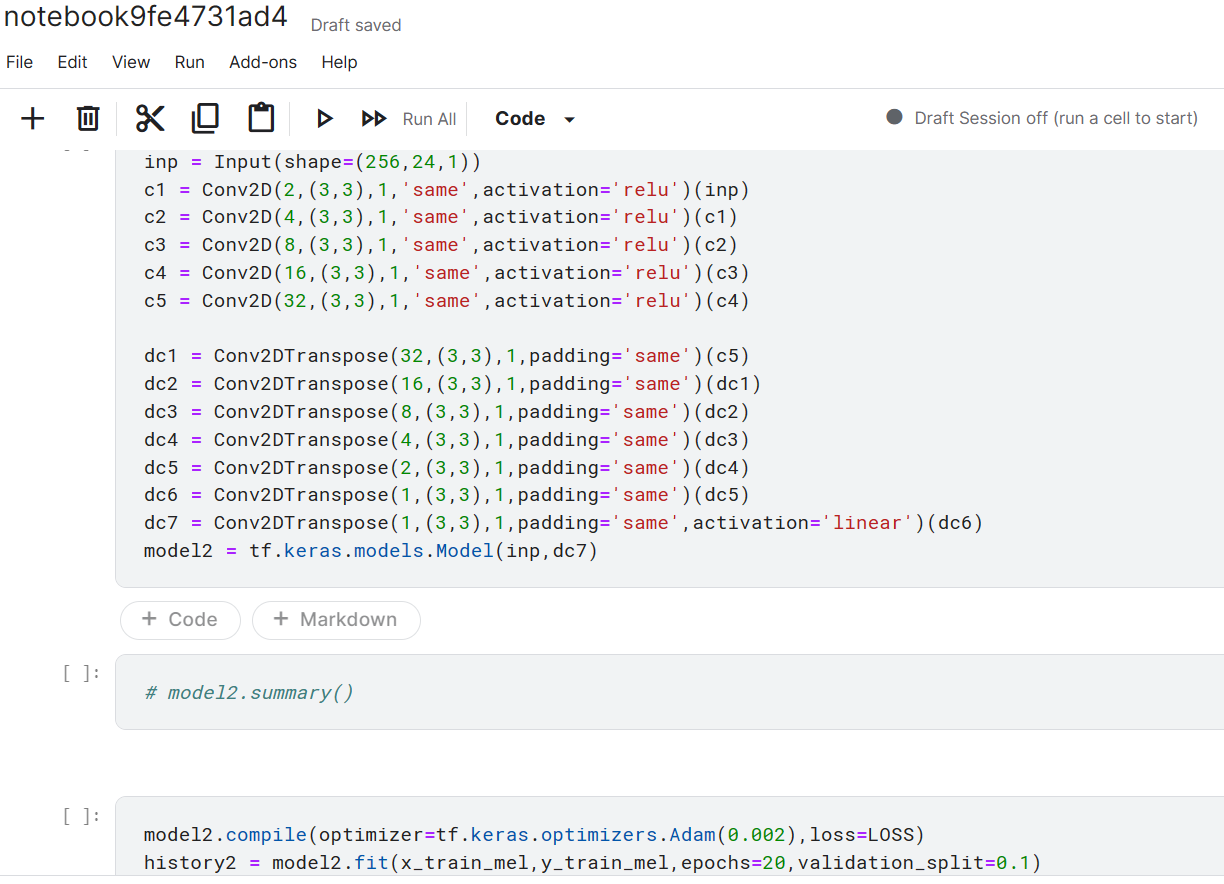 notebook9fe4731ad4 Draft saved
File Edit View Run Add-ons Help
Run All Code Draft Session off (run a cell to start)
inp = Input(shape=(256,24,1))
c1 = Conv2D(2,(3,3),1,'same',activation='relu')(inp)
c2 = Conv2D(4,(3,3),1,'same',activation='relu')(c1)
c3 = Conv2D(8,(3,3),1,'same',activation='relu')(c2)
c4 = Conv2D(16,(3,3),1,'same',activation='relu')(c3)
c5 = Conv2D(32,(3,3),1,'same',activation='relu')(c4)
dc1 = Conv2DTranspose(32,(3,3),1,padding='same')(c5)
dc2 = Conv2DTranspose(16,(3,3),1,padding='same')(dc1)
dc3 = Conv2DTranspose(8,(3,3),1,padding='same')(dc2)
dc4 = Conv2DTranspose(4,(3,3),1,padding='same')(dc3)
dc5 = Conv2DTranspose(2,(3,3),1,padding='same')(dc4)
dc6 = Conv2DTranspose(1,(3,3),1,padding='same')(dc5)
dc7 = Conv2DTranspose(1,(3,3),1,padding='same',activation='linear')(dc6)
model2 = tf.keras.models.Model(inp,dc7)
+ Code + Markdown
[ ]:
# model2.summary()
[ ]:
model2.compile(optimizer=tf.keras.optimizers.Adam(0.002),loss=LOSS)
history2 = model2.fit(x_train_mel,y_train_mel,epochs=20,validation_split=0.1)